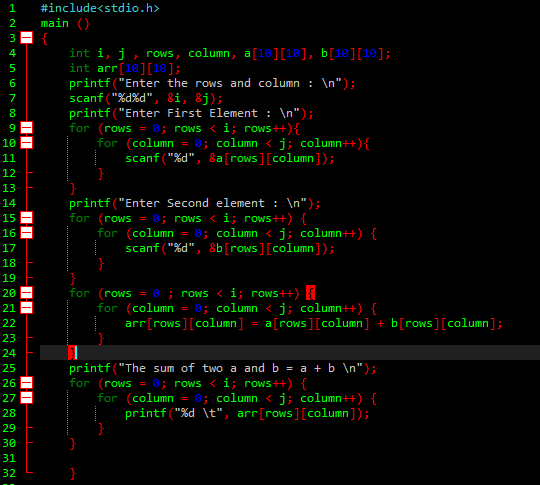 1 #include<stdio.h>
2 main ()
3 {
4 int i, j , rows, column, a[10][10], b[10][10];
5 int arr[10][10];
6 printf("Enter the rows and column : \n");
7 scanf("%d%d", &i, &j);
8 printf("Enter First Element : \n");
9 for (rows = 0; rows < i; rows++){
10 for (column = 0; column < j; column++){
11 scanf("%d", &a[rows][column]);
12 }
13 }
14 printf("Enter Second element : \n");
15 for (rows = 0; rows < i; rows++) {
16 for (column = 0; column < j; column++) {
17 scanf("%d", &b[rows][column]);
18 }
19 }
20 for (rows = 0 ; rows < i; rows++) {
21 for (column = 0; column < j; column++) {
22 arr[rows][column] = a[rows][column] + b[rows][column];
23 }
24 }
25 printf("The sum of two a and b = a + b \n");
26 for (rows = 0; rows < i; rows++) {
27 for (column = 0; column < j; column++) {
28 printf("%d \t", arr[rows][column]);
29 }
30 }
31
32 }